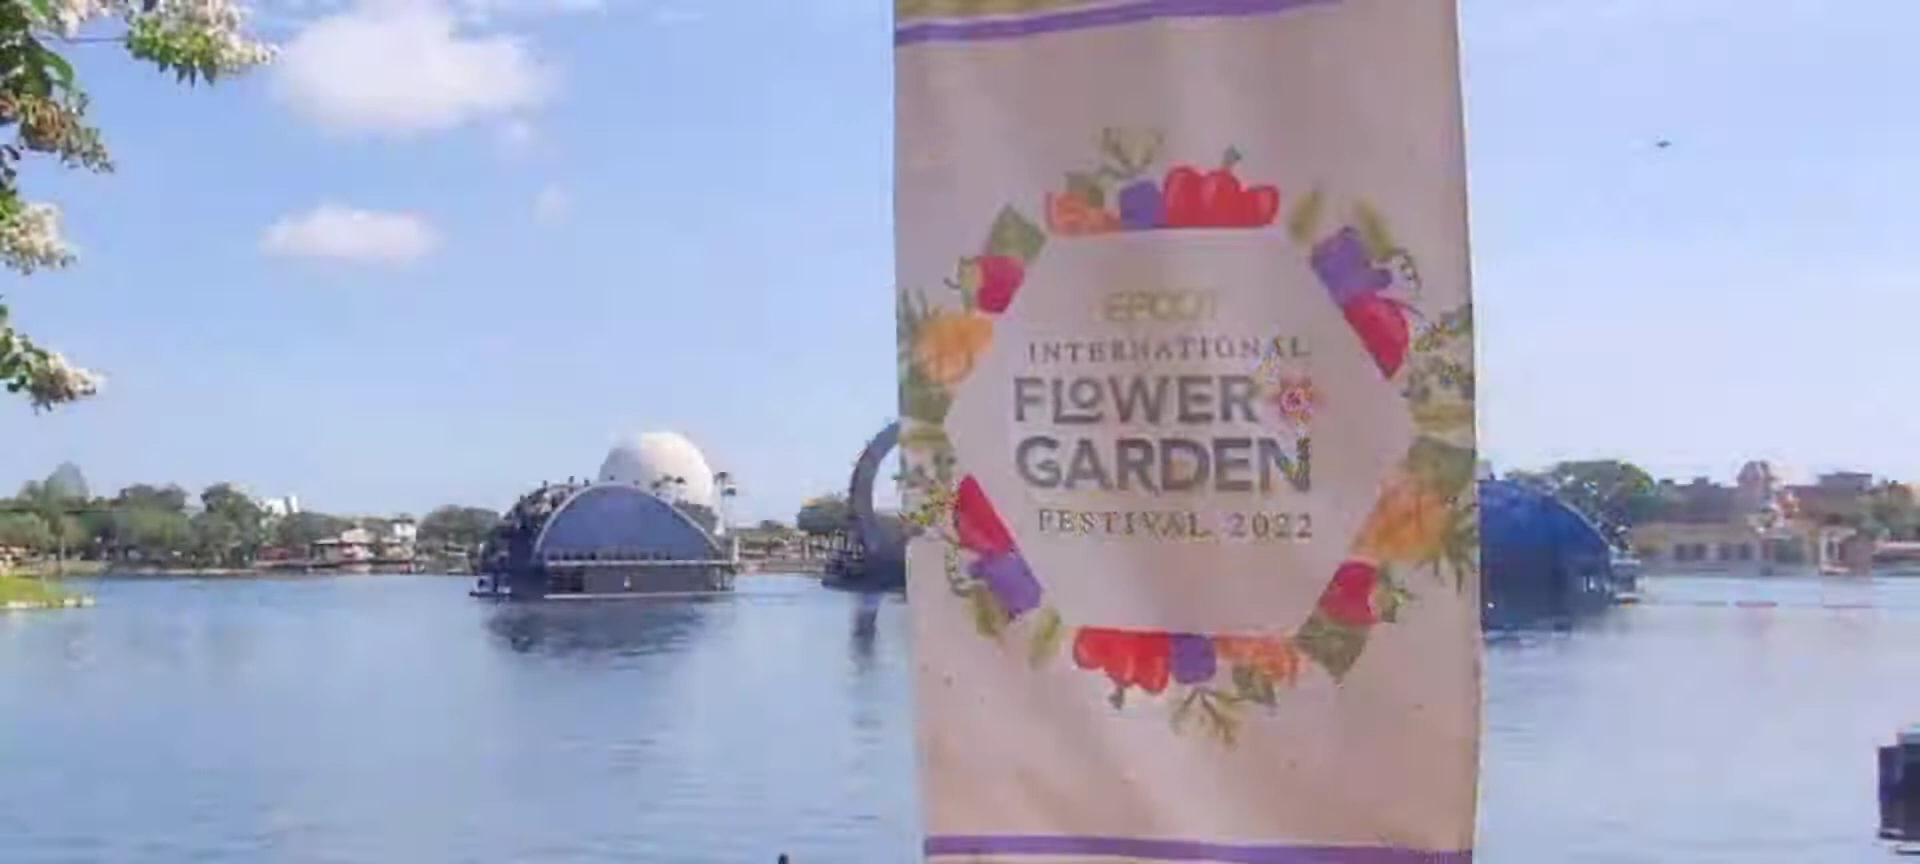 EPCOT
INTERNATIONAL
FLOWER &
GARDEN
FESTIVAL 2022